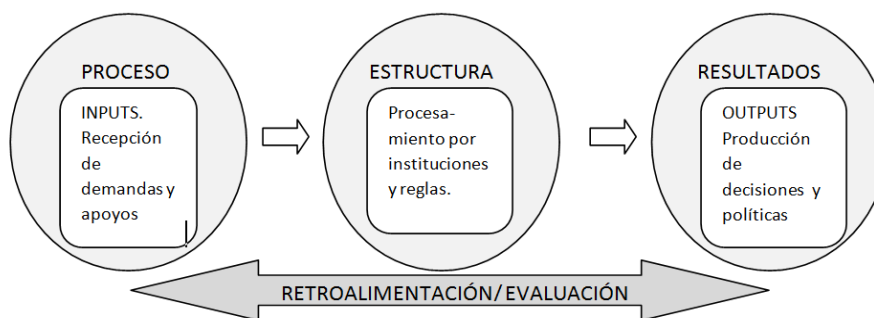 PROCESO
INPUTS.
Recepción
de
demandas y
apoyos
ESTRUCTURA
Procesa-
miento por
instituciones
y reglas.
RESULTADOS
OUTPUTS
Producción
de
decisiones y
políticas
RETROALIMENTACIÓN/EVALUACIÓN